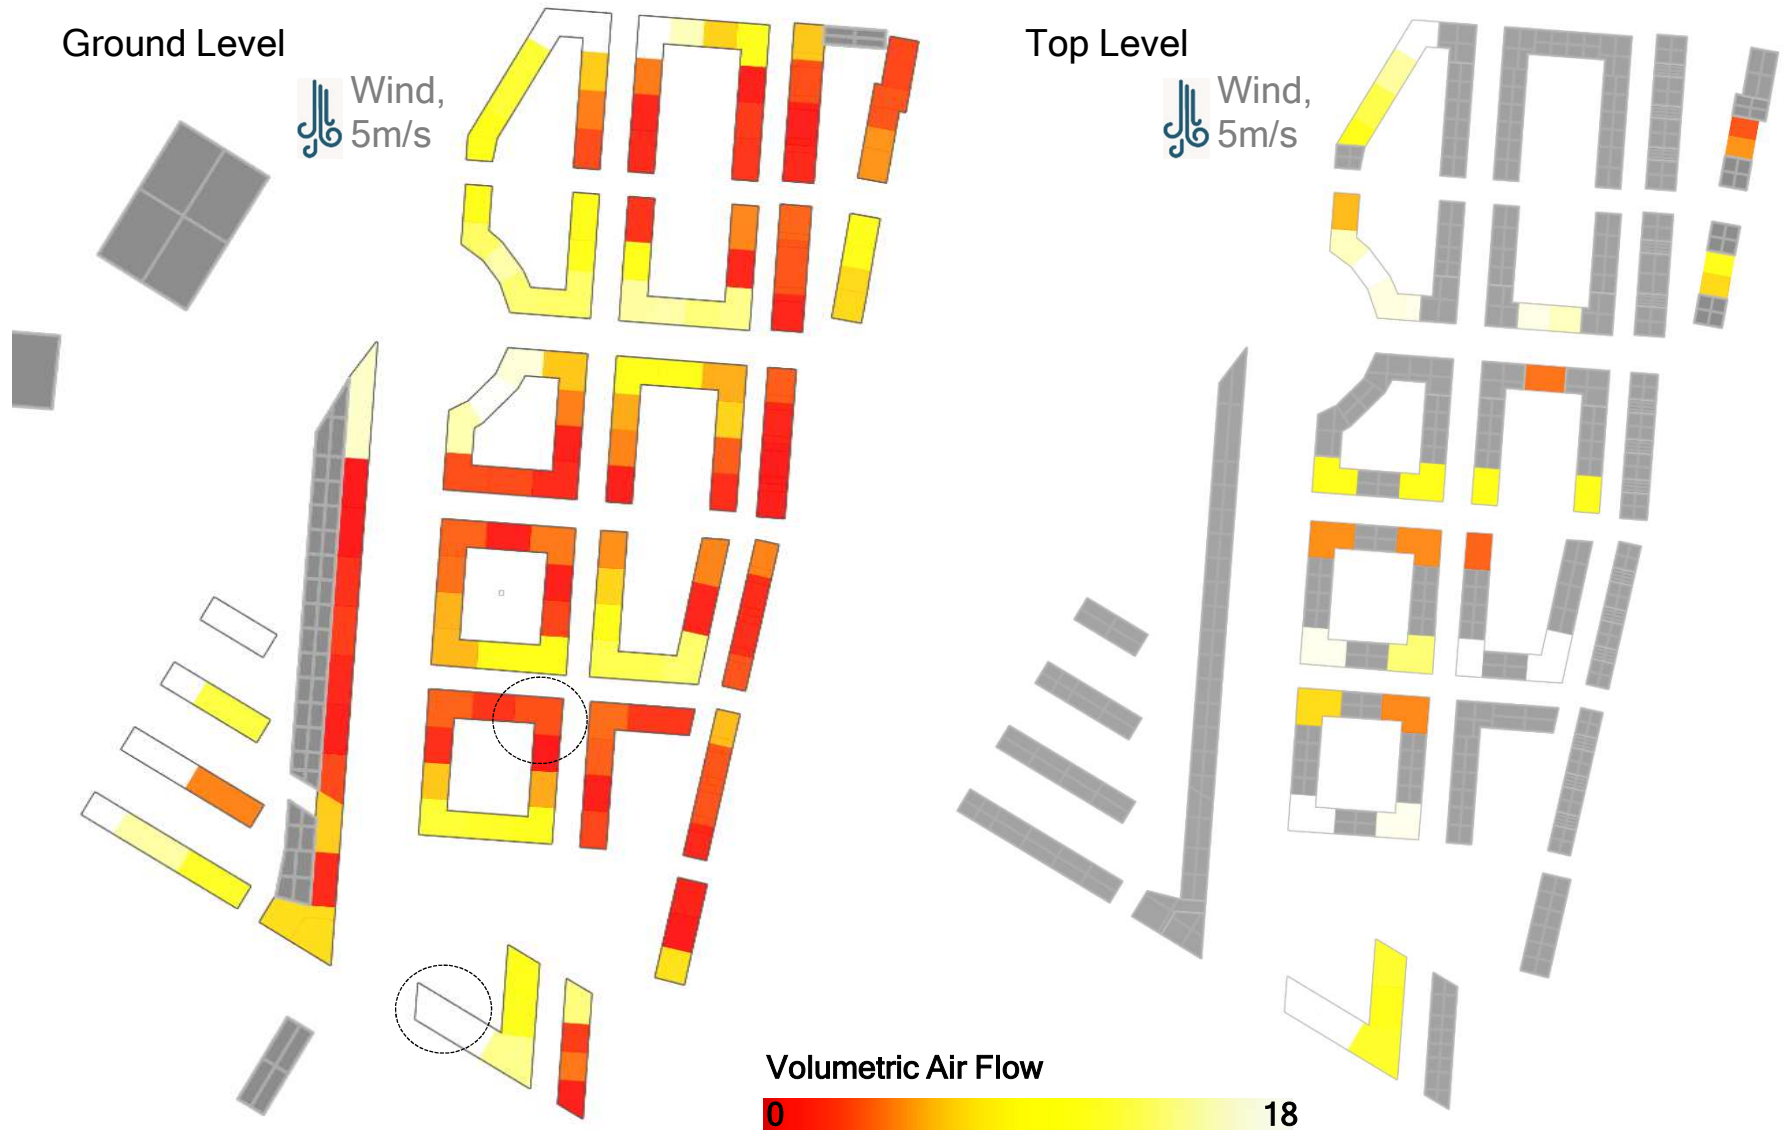 Ground Level
Wind,
5m/s
Top Level
Wind,
5m/s
Volumetric Air Flow
0
18